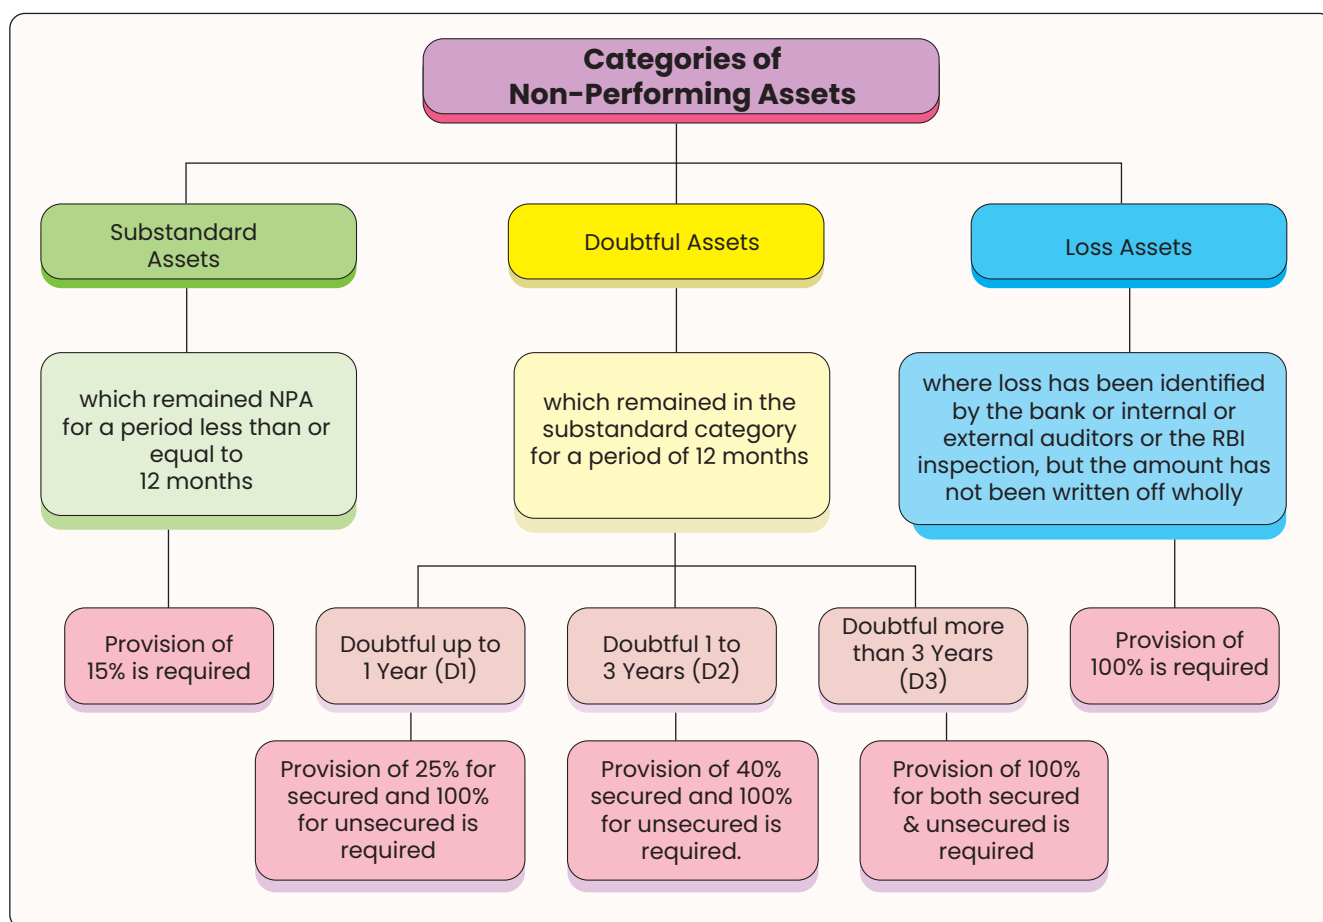 Categories of
Non-Performing Assets
Substandard
Assets
Doubtful Assets
Loss Assets
which remained NPA
for a period less than or
equal to
12 months
which remained in the
substandard category
for a period of 12 months
where loss has been identified
by the bank or internal or
external auditors or the RBI
inspection, but the amount has
not been written off wholly
Provision of
15% is required
Doubtful up to
1 Year (D1)
Doubtful 1 to
3 Years (D2)
Doubtful more
than 3 Years
(D3)
Provision of
100% is required
Provision of 25% for
secured and 100%
for unsecured is
required
Provision of 40%
secured and 100%
for unsecured is
required.
Provision of 100%
for both secured
& unsecured is
required